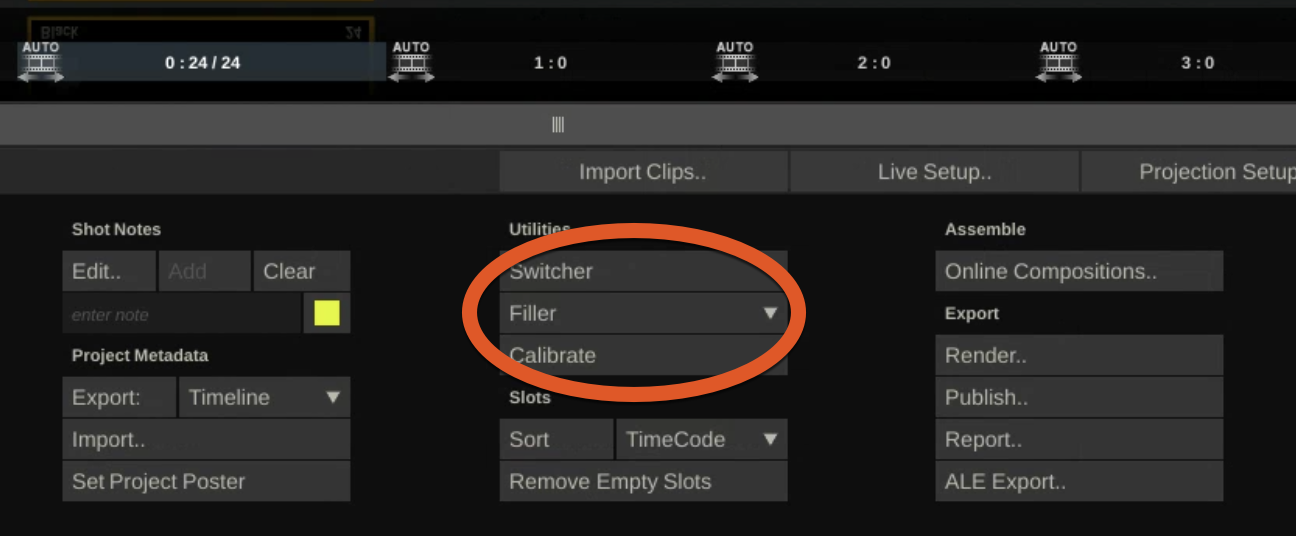 Black 24
AUTO AUTO AUTO AUTO
0 : 24 / 24 1 : 0 2 : 0 3 : 0
Import Clips.. Live Setup.. Projection Setup
Shot Notes
Edit.. Add Clear
enter note
Project Metadata
Export: Timeline
Import..
Set Project Poster
Utilities
Switcher
Filler
Calibrate
Slots
Sort TimeCode
Remove Empty Slots
Assemble
Online Compositions..
Export
Render..
Publish..
Report..
ALE Export..